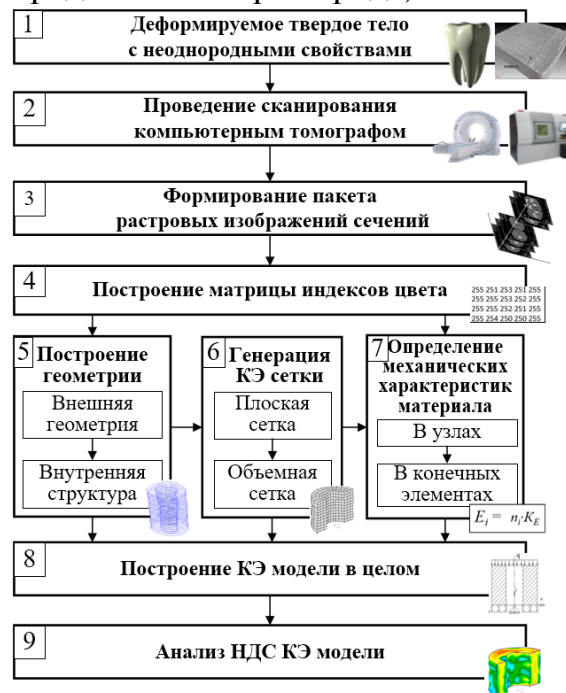 1
Деформируемое твердое тело
с неоднородными свойствами
2
Проведение сканирования
компьютерным томографом
3
Формирование пакета
растровых изображений сечений
4
Построение матрицы индексов цвета
255 251 253 251 255
255 255 253 252 255
255 255 252 251 255
255 254 250 250 255
5
Построение
геометрии
Внешняя
геометрия
Внутренняя
структура
6
Генерация
КЭ сетки
Плоская
сетка
Объемная
сетка
7
Определение
механических
характеристик
материала
В узлах
В конечных
элементах
E_i = n_i·K_E
8
Построение КЭ модели в целом
9
Анализ НДС КЭ модели